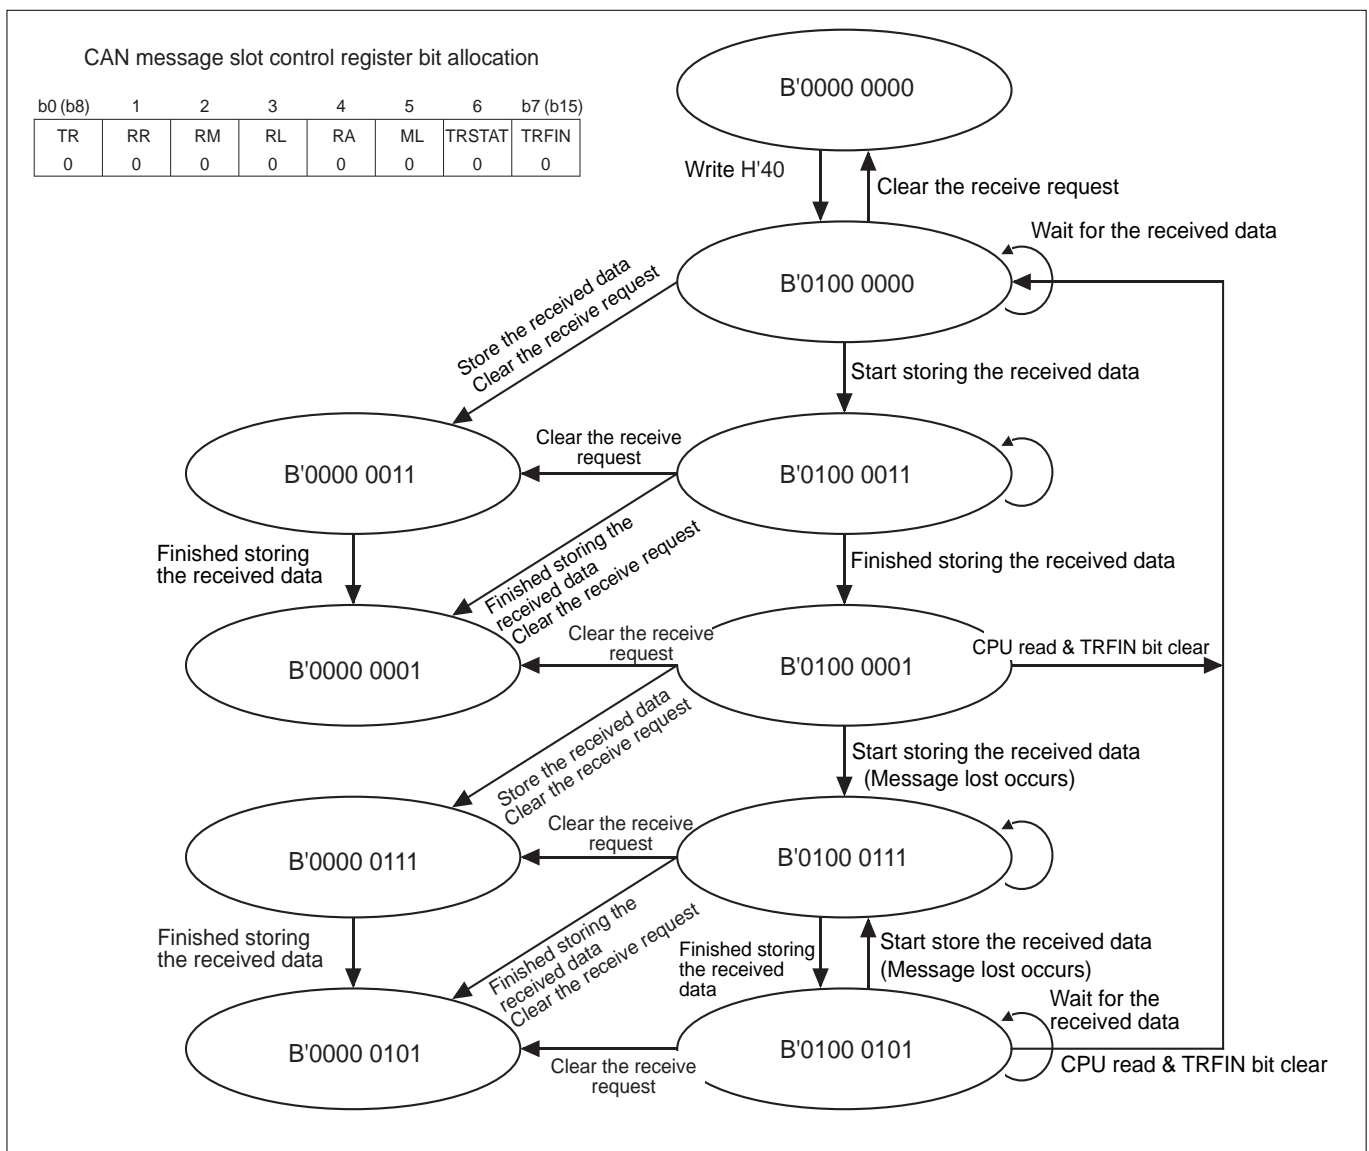 CAN message slot control register bit allocation
b0 (b8) 1 2 3 4 5 6 b7 (b15)
TR RR RM RL RA ML TRSTAT TRFIN
0 0 0 0 0 0 0 0
B'0000 0000
Write H'40
Clear the receive request
Wait for the received data
B'0100 0000
Store the received data
Clear the receive request
Start storing the received data
Clear the receive
request
B'0000 0011
B'0100 0011
Finished storing
the received data
Finished storing the
received data
Clear the receive request
Finished storing the received data
Clear the receive
request
B'0000 0001
B'0100 0001
CPU read & TRFIN bit clear
Store the received data
Clear the receive request
Start storing the received data
(Message lost occurs)
Clear the receive
request
B'0000 0111
B'0100 0111
Finished storing
the received data
Finished storing the
received data
Clear the receive request
Finished storing
the received
data
Start store the received data
(Message lost occurs)
Wait for the
received data
B'0000 0101
B'0100 0101
Clear the receive
request
CPU read & TRFIN bit clear